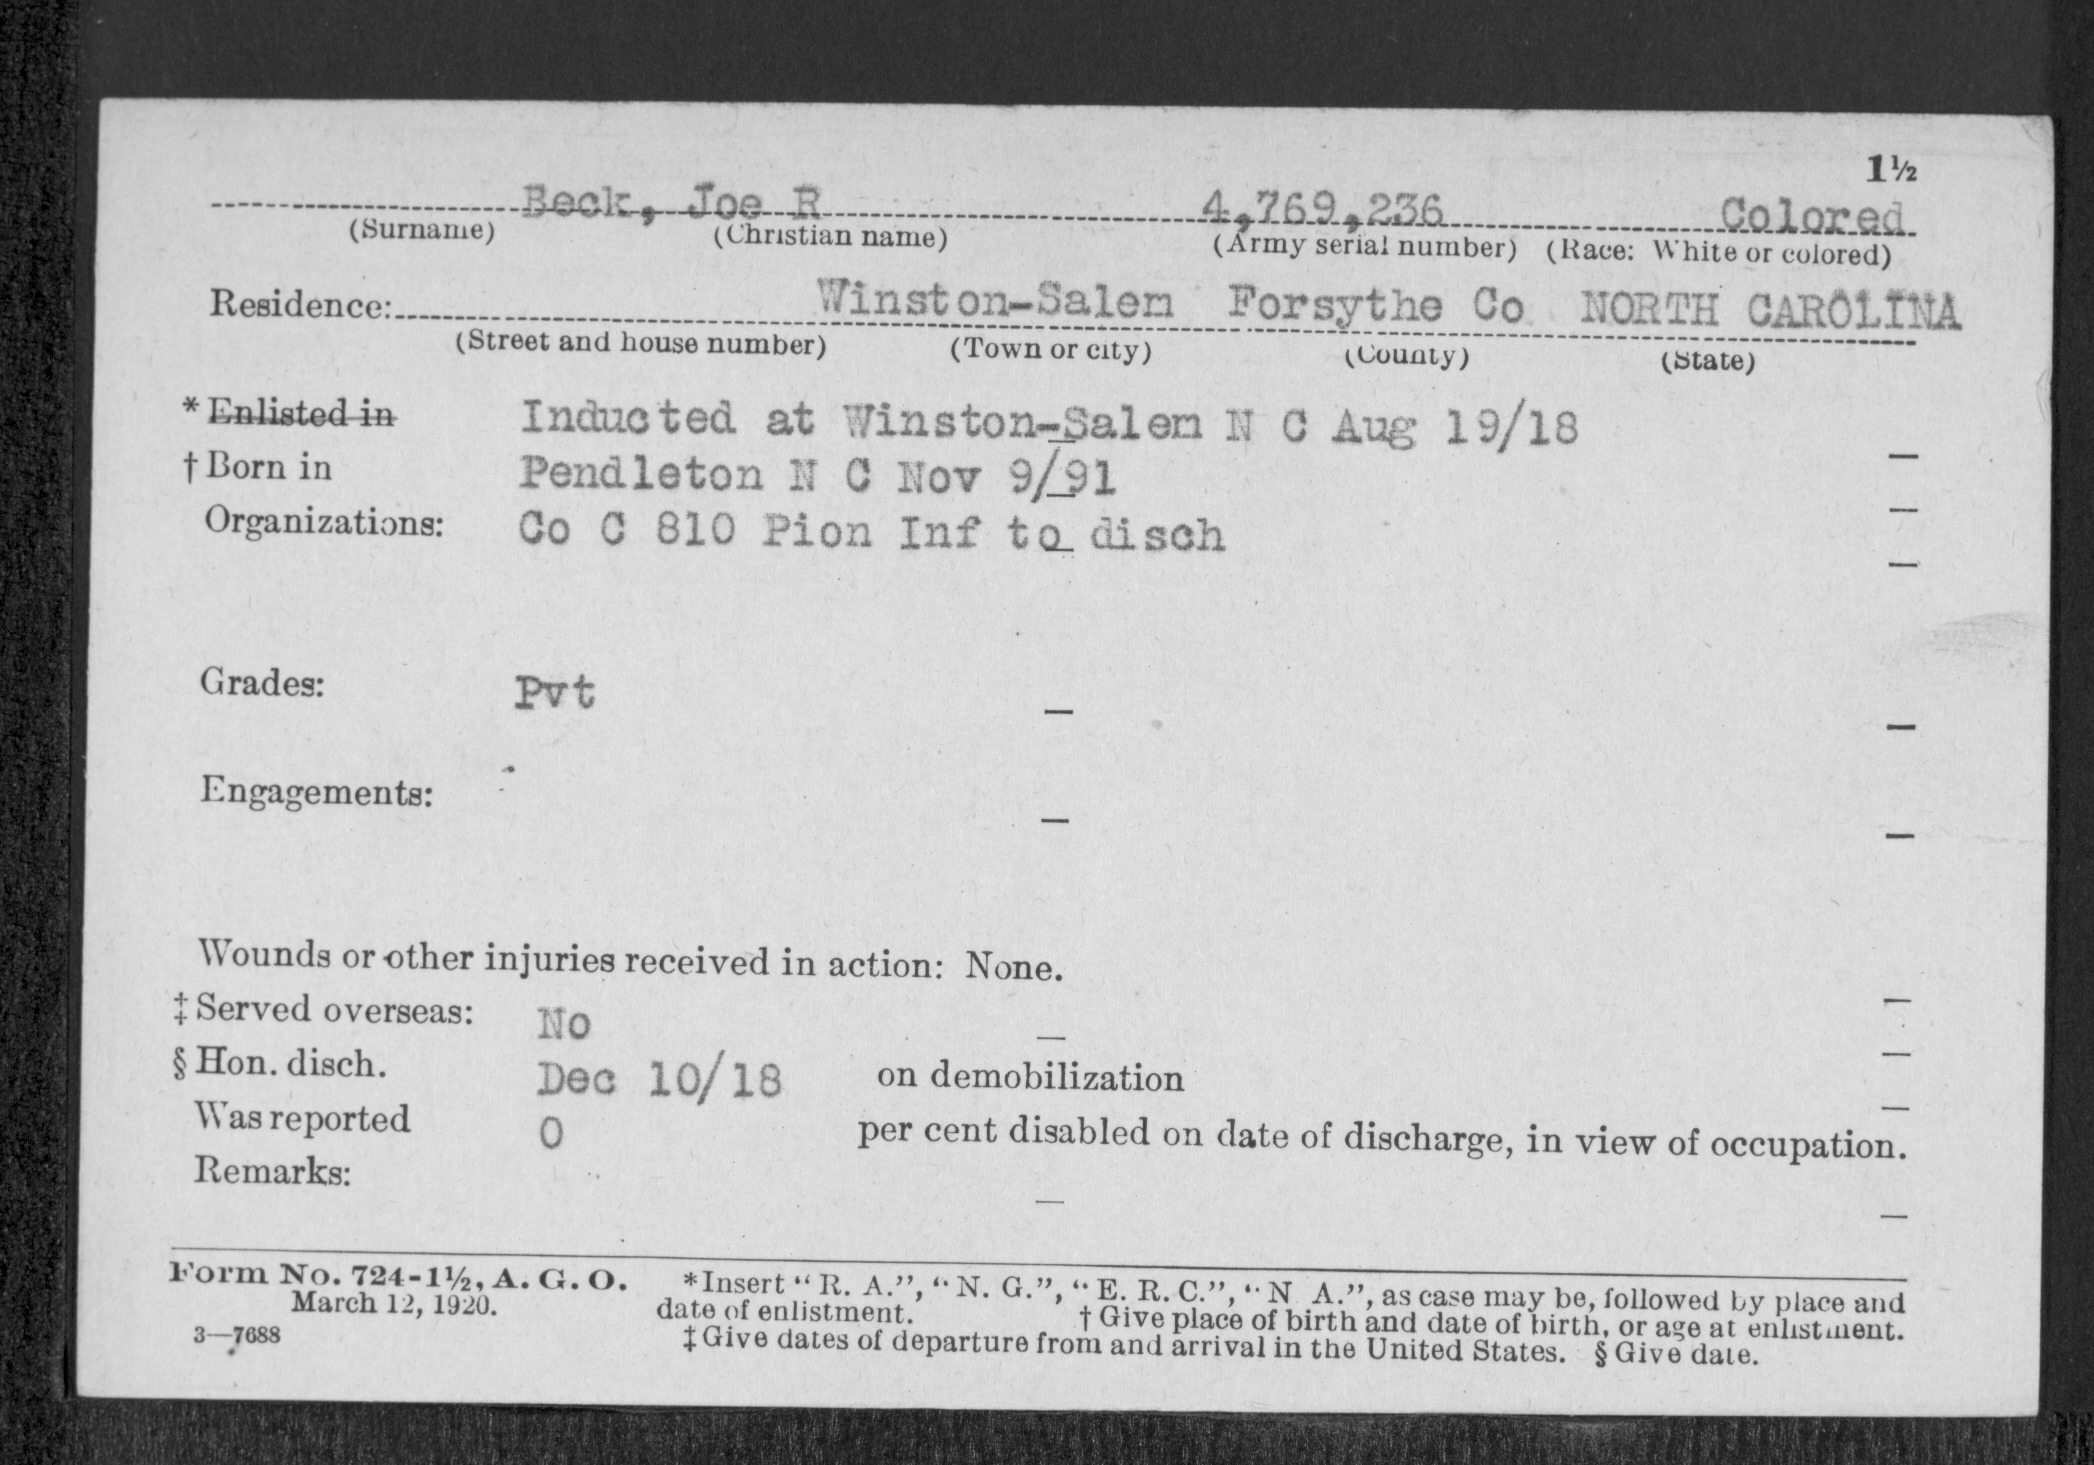 1½
Beck, Joe R 4,769,236 Colored
(Surname) (Christian name) (Army serial number) (Race: White or colored)
Residence: Winston-Salem Forsythe Co NORTH CAROLINA
(Street and house number) (Town or city) (County) (State)
* Enlisted in Inducted at Winston-Salem N C Aug 19/18
† Born in Pendleton N C Nov 9/91
Organizations: Co C 810 Pion Inf to disch
Grades: Pvt
Engagements:
Wounds or other injuries received in action: None.
‡ Served overseas: No
§ Hon. disch. Dec 10/18 on demobilization
Was reported 0 per cent disabled on date of discharge, in view of occupation.
Remarks:
Form No. 724-1½, A. G. O. *Insert "R. A.", "N. G.", "E. R. C.", "N A.", as case may be, followed by place and
March 12, 1920. date of enlistment. † Give place of birth and date of birth, or age at enlistment.
3—7688 ‡ Give dates of departure from and arrival in the United States. § Give date.